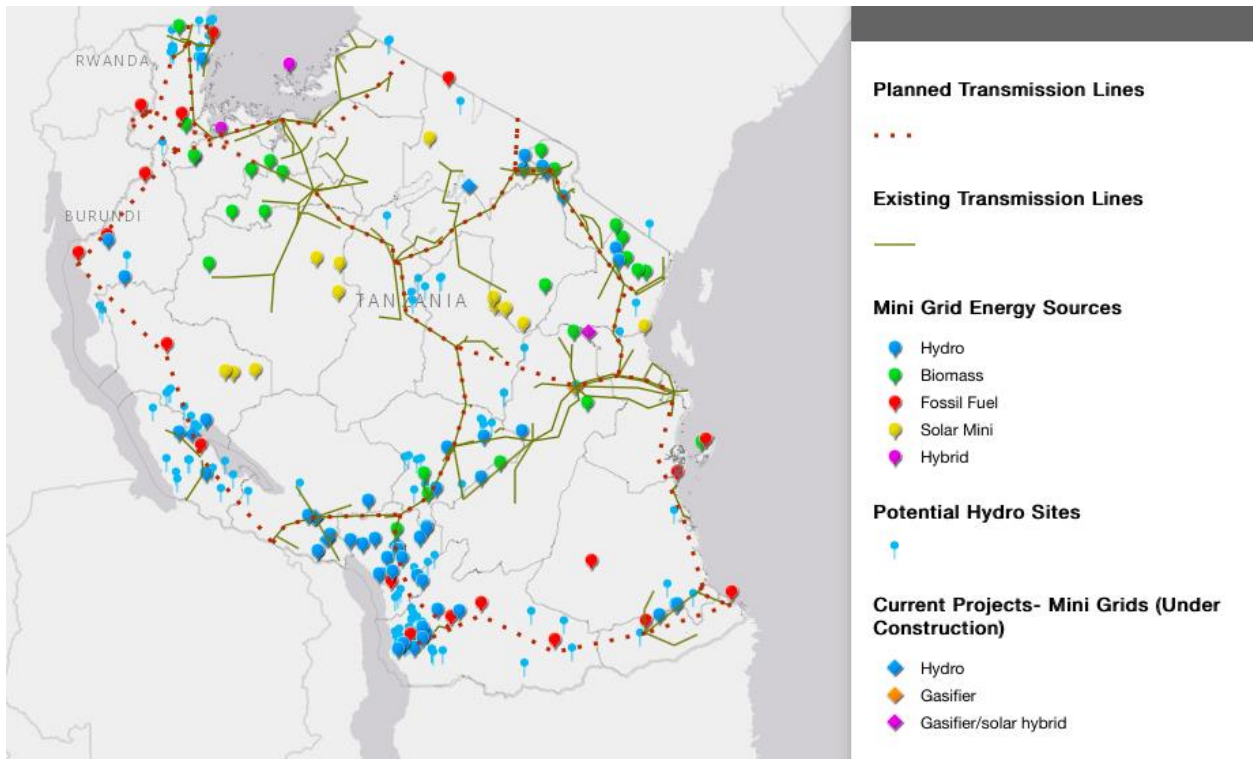 RWANDA
BURUNDI
TANZANIA
Planned Transmission Lines
Existing Transmission Lines
Mini Grid Energy Sources
Hydro
Biomass
Fossil Fuel
Solar Mini
Hybrid
Potential Hydro Sites
Current Projects- Mini Grids (Under
Construction)
Hydro
Gasifier
Gasifier/solar hybrid